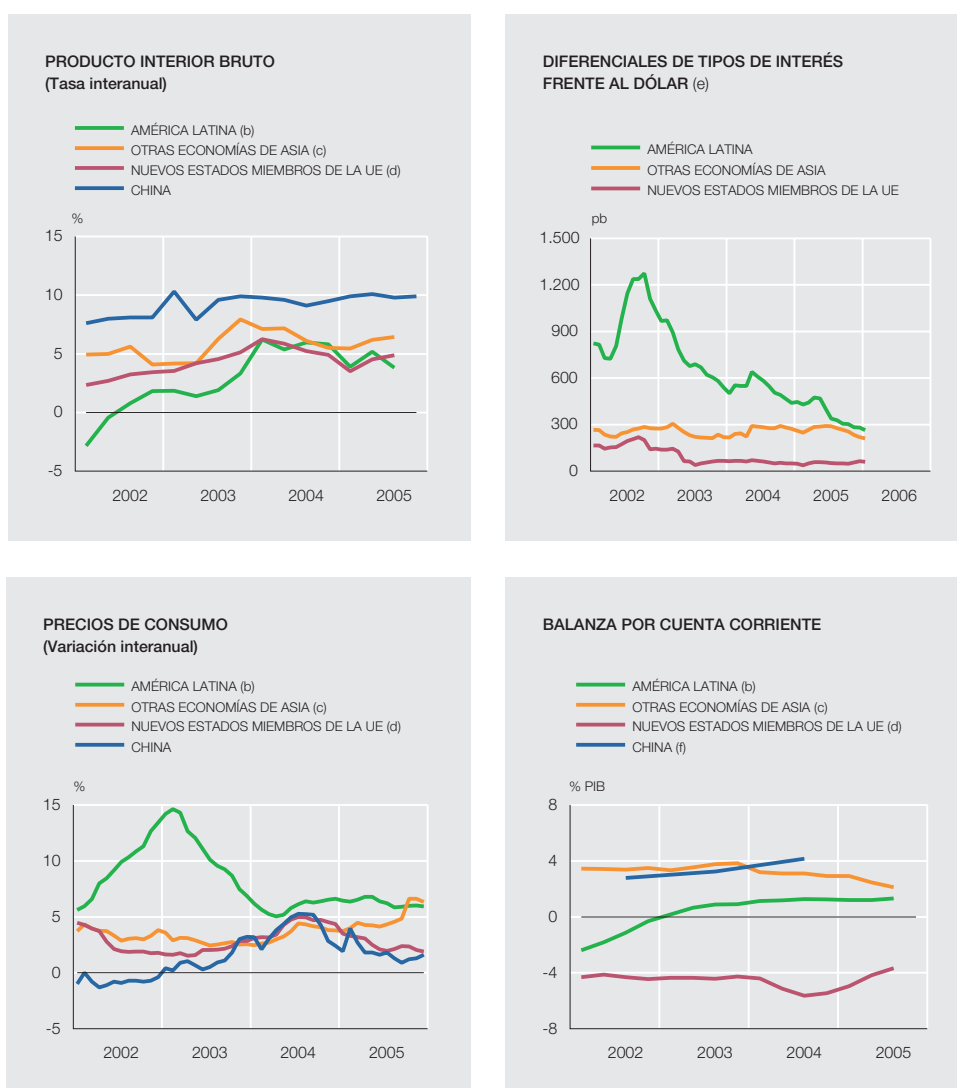 PRODUCTO INTERIOR BRUTO
(Tasa interanual)
AMÉRICA LATINA (b)
OTRAS ECONOMÍAS DE ASIA (c)
NUEVOS ESTADOS MIEMBROS DE LA UE (d)
CHINA
%
15
10
5
0
-5
2002 2003 2004 2005
DIFERENCIALES DE TIPOS DE INTERÉS
FRENTE AL DÓLAR (e)
AMÉRICA LATINA
OTRAS ECONOMÍAS DE ASIA
NUEVOS ESTADOS MIEMBROS DE LA UE
pb
1.500
1.200
900
600
300
0
2002 2003 2004 2005 2006
PRECIOS DE CONSUMO
(Variación interanual)
AMÉRICA LATINA (b)
OTRAS ECONOMÍAS DE ASIA (c)
NUEVOS ESTADOS MIEMBROS DE LA UE (d)
CHINA
%
15
10
5
0
-5
2002 2003 2004 2005
BALANZA POR CUENTA CORRIENTE
AMÉRICA LATINA (b)
OTRAS ECONOMÍAS DE ASIA (c)
NUEVOS ESTADOS MIEMBROS DE LA UE (d)
CHINA (f)
% PIB
8
4
0
-4
-8
2002 2003 2004 2005